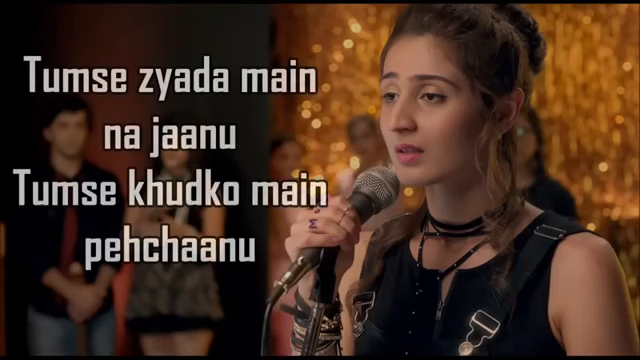 Tumse zyada main
na jaanu
Tumse khudko main
pehchaanu